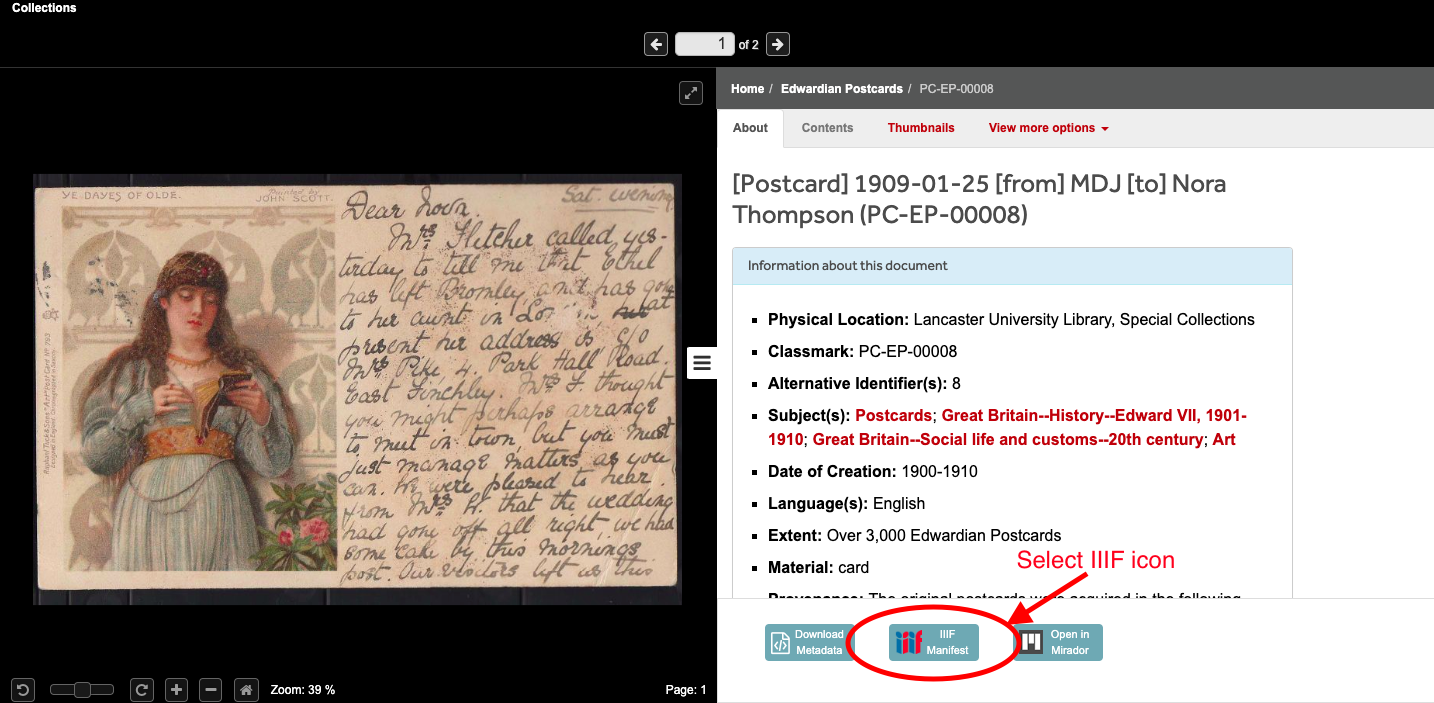 Collections
1 of 2
Home / Edwardian Postcards / PC-EP-00008
About Contents Thumbnails View more options
[Postcard] 1909-01-25 [from] MDJ [to] Nora
Thompson (PC-EP-00008)
Information about this document
Physical Location: Lancaster University Library, Special Collections
Classmark: PC-EP-00008
Alternative Identifier(s): 8
Subject(s): Postcards; Great Britain--History--Edward VII, 1901-
1910; Great Britain--Social life and customs--20th century; Art
Date of Creation: 1900-1910
Language(s): English
Extent: Over 3,000 Edwardian Postcards
Material: card
Provenance: The original postcards were acquired in the following
Select IIIF icon
Download
Metadata
IIIF
Manifest
Open in
Mirador
YE DAYES OF OLDE.
Painted by
JOHN SCOTT.
Sat. evening
Dear Nora.
Mrs Fletcher called yes-
terday to tell me that Ethel
has left Bromley, and has gone
to her aunt in at
present her address is c/o
Mrs Pike 4. Park Hall Road.
East Finchley. Mrs F. thought
you might perhaps arrange
to meet in town, but you must
just manage matters as you
can. We were pleased to hear
from Mrs H. that the wedding
had gone off all right, we had
some cake by this mornings
post. Our visitors left us this
Zoom: 39 %
Page: 1